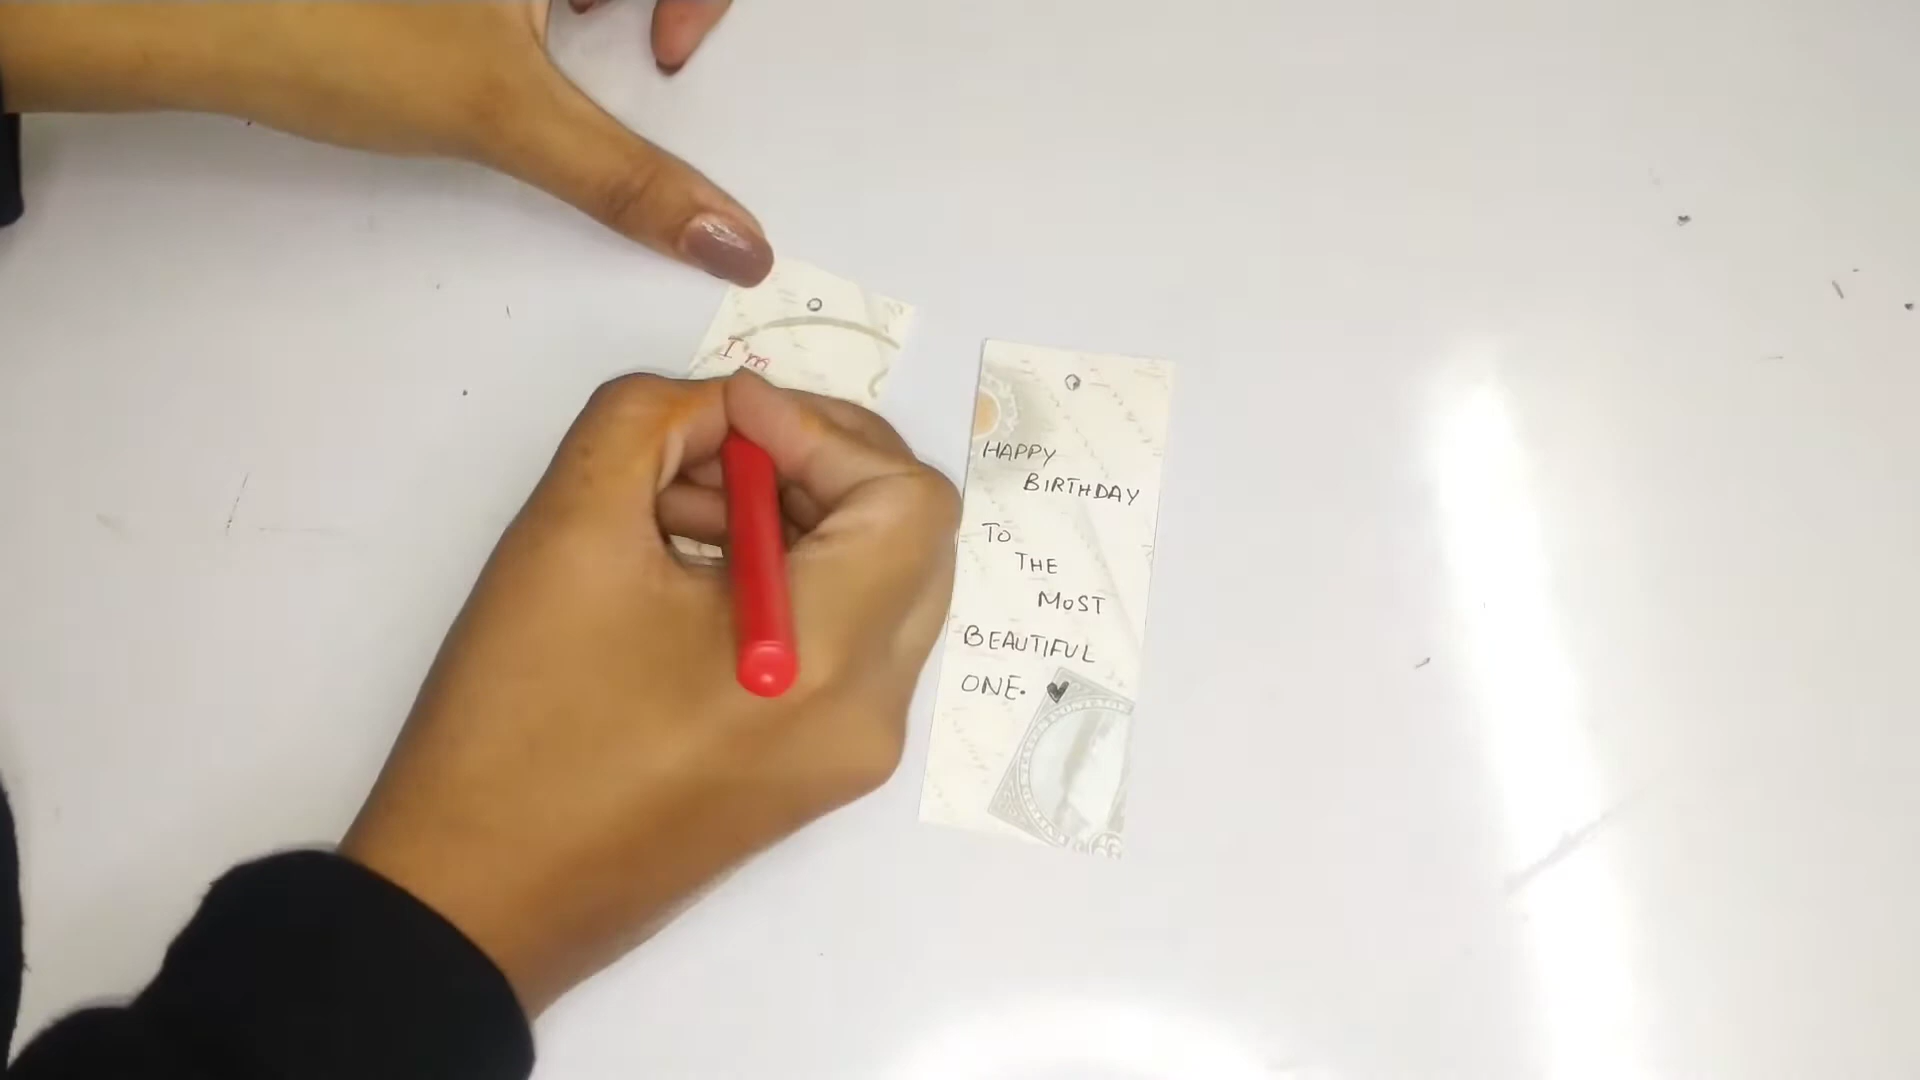 I'm
HAPPY
BIRTHDAY
TO
THE
MOST
BEAUTIFUL
ONE.